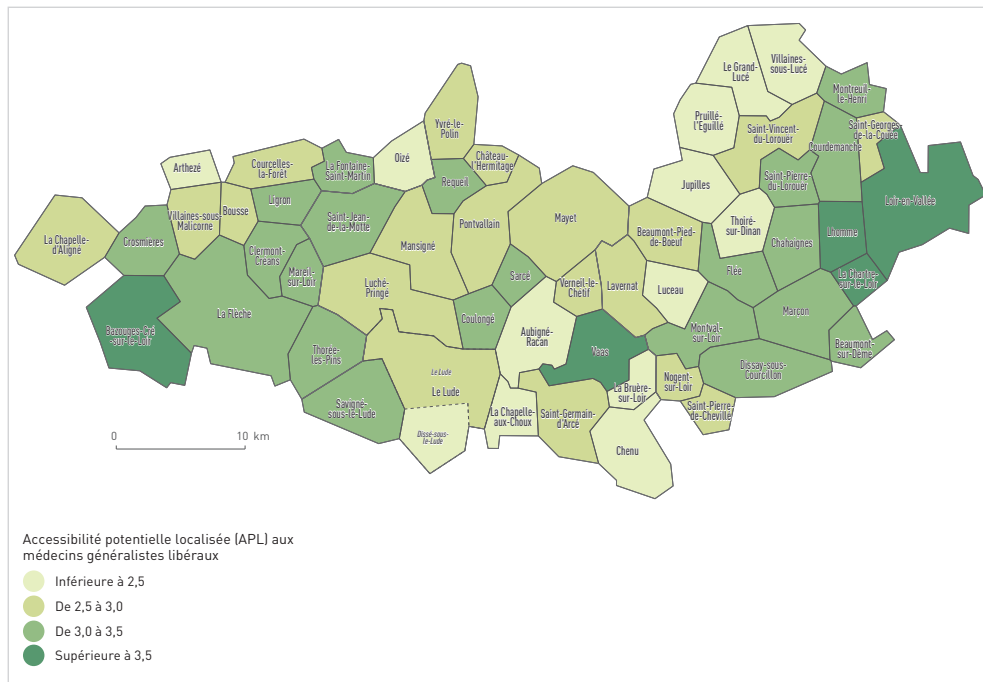 Villaines-
sous-Lucé
Le Grand-
Lucé
Montreuil-
le-Henri
Pruillé-
l'Éguillé
Yvré-le-
Polin
Saint-Vincent-
du-Lorouer
Saint-Georges-
de-la-Couée
Courdemanche
Arthezé
Courcelles-
la-Forêt
La Fontaine-
Saint-Martin
Oizé
Château-
l'Hermitage
Requeil
Jupilles
Saint-Pierre-
du-Lorouer
Loir-en-Vallée
Ligron
Villaines-sous-
Malicorne
Bousse
Saint-Jean-
de-la-Motte
Pontvallain
Mayet
Thoiré-
sur-Dinan
Lhomme
La Chapelle-
d'Aligné
Crosmières
Mansigné
Beaumont-Pied-
de-Bœuf
Chahaignes
Clermont-
Créans
Mareil-
sur-Loir
Sarcé
Flée
La Chartre-
sur-le-Loir
Luché-
Pringé
Verneil-le-
Chétif
Lavernat
Luceau
La Flèche
Coulongé
Marçon
Bazouges-Cré
-sur-le-Loir
Aubigné-
Racan
Montval-
sur-Loir
Vaas
Beaumont-
sur-Dême
Thorée-
les-Pins
Dissay-sous-
Courcillon
Le Lude
Le Lude
La Bruère-
sur-Loir
Nogent-
sur-Loir
Savigné-
sous-le-Lude
La Chapelle-
aux-Choux
Saint-Germain-
d'Arcé
Saint-Pierre-
de-Chevillé
Dissé-sous-
le-Lude
Chenu
0 10 km
Accessibilité potentielle localisée (APL) aux
médecins généralistes libéraux
Inférieure à 2,5
De 2,5 à 3,0
De 3,0 à 3,5
Supérieure à 3,5